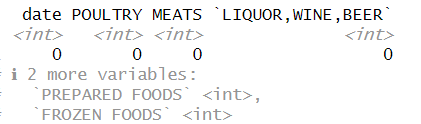 date POULTRY MEATS `LIQUOR,WINE,BEER`
<int> <int> <int> <int>
0 0 0 0
ℹ 2 more variables:
# `PREPARED FOODS` <int>,
# `FROZEN FOODS` <int>